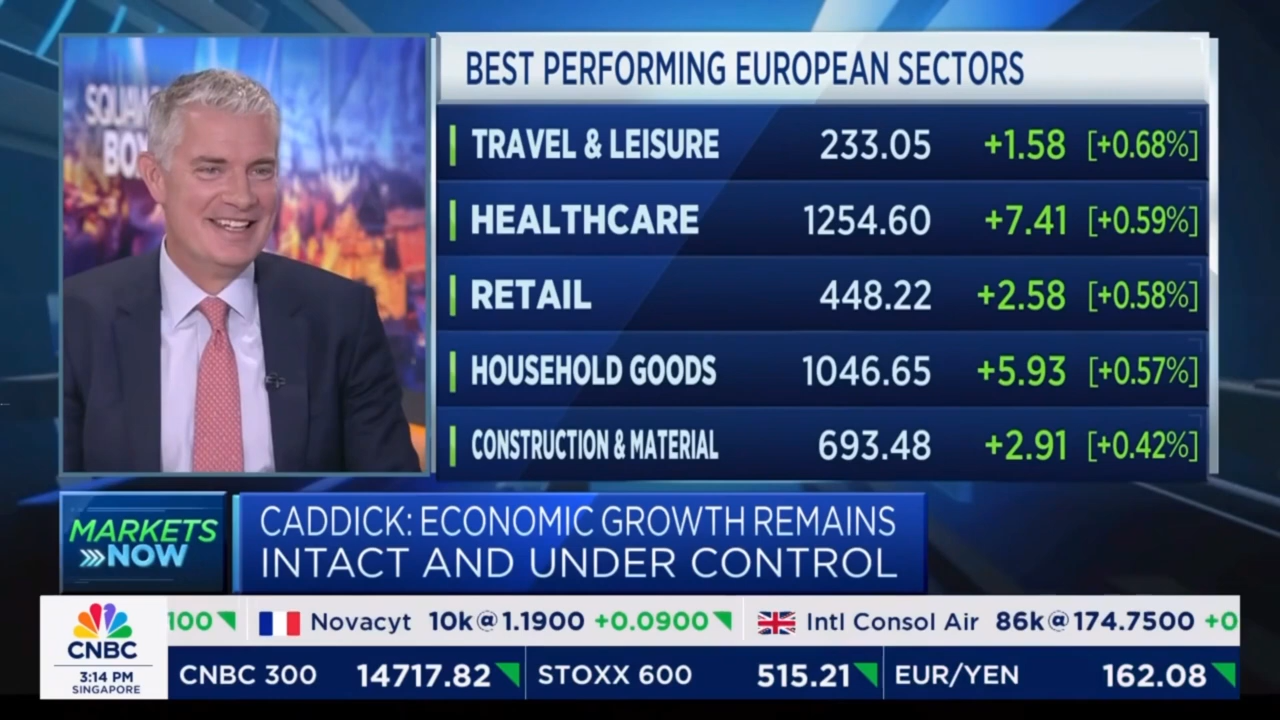 SQUAWK
BOX
BEST PERFORMING EUROPEAN SECTORS
TRAVEL & LEISURE 233.05 +1.58 [+0.68%]
HEALTHCARE 1254.60 +7.41 [+0.59%]
RETAIL 448.22 +2.58 [+0.58%]
HOUSEHOLD GOODS 1046.65 +5.93 [+0.57%]
CONSTRUCTION & MATERIAL 693.48 +2.91 [+0.42%]
MARKETS
NOW
CADDICK: ECONOMIC GROWTH REMAINS
INTACT AND UNDER CONTROL
100 Novacyt 10k@1.1900 +0.0900 Intl Consol Air 86k@174.7500 +0
CNBC
3:14 PM
SINGAPORE
CNBC 300 14717.82 STOXX 600 515.21 EUR/YEN 162.08